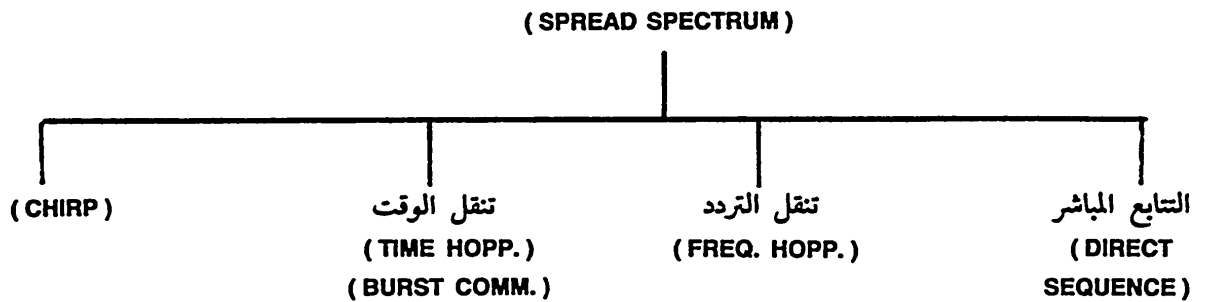 ( SPREAD SPECTRUM )
التتابع المباشر
( DIRECT
SEQUENCE )
تنقل التردد
( FREQ. HOPP. )
تنقل الوقت
( TIME HOPP. )
( BURST COMM. )
( CHIRP )